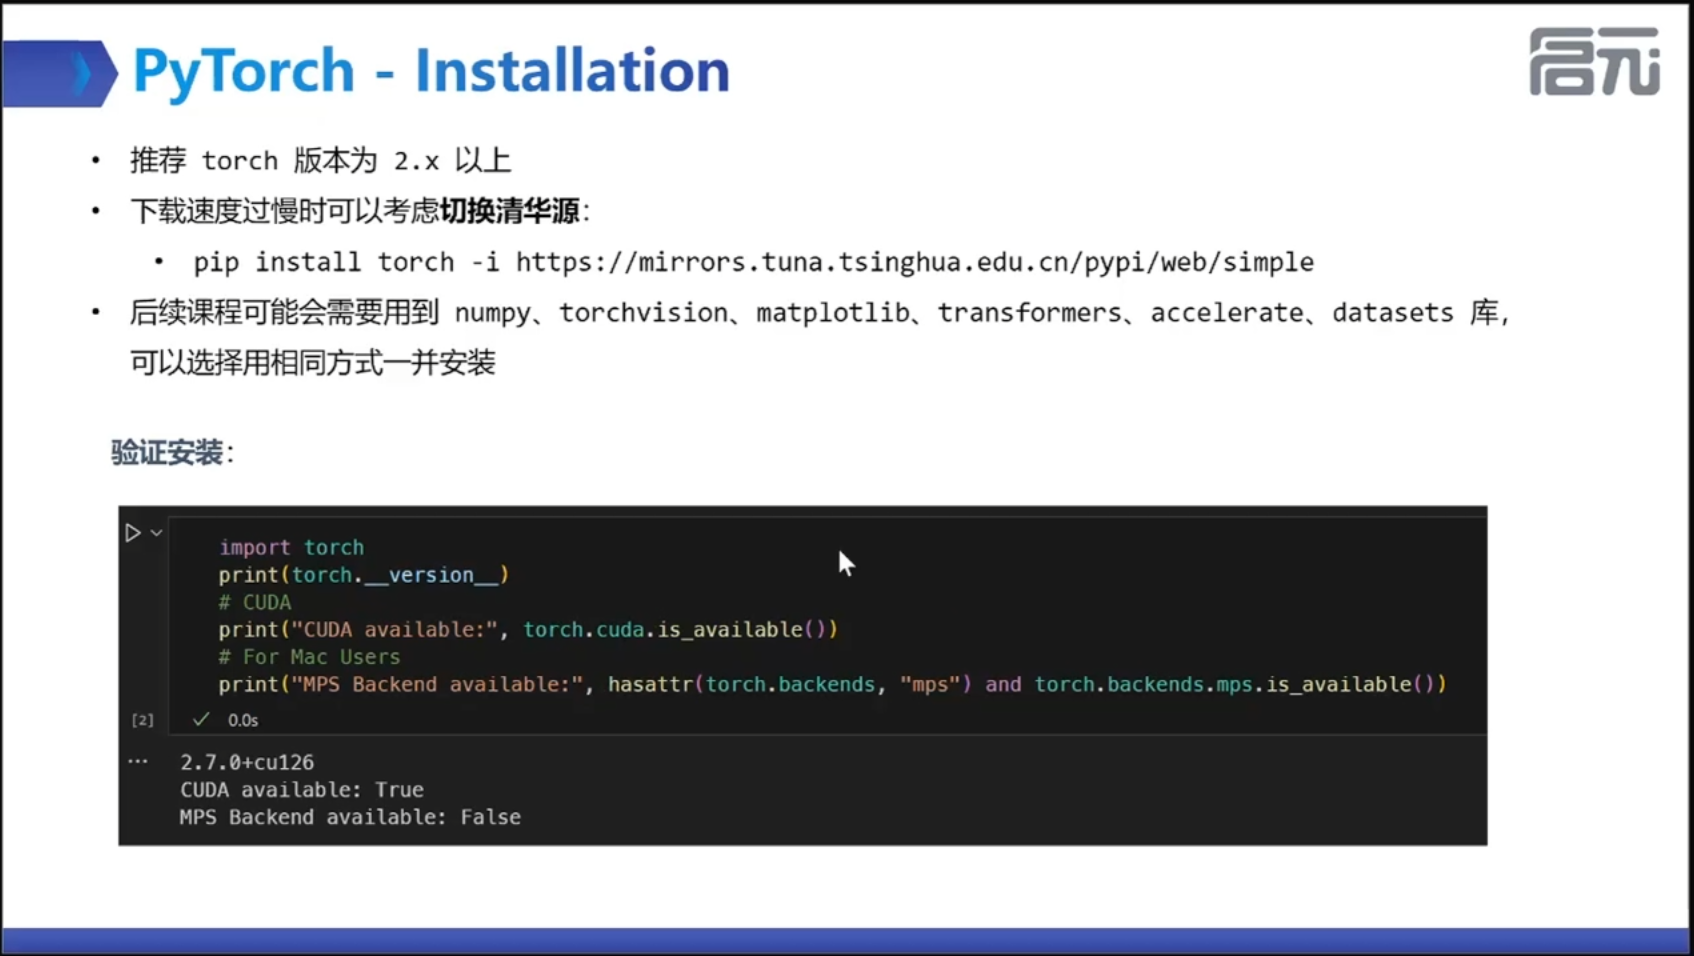 PyTorch - Installation
启元
• 推荐 torch 版本为 2.x 以上
• 下载速度过慢时可以考虑切换清华源：
• pip install torch -i https://mirrors.tuna.tsinghua.edu.cn/pypi/web/simple
• 后续课程可能会需要用到 numpy、torchvision、matplotlib、transformers、accelerate、datasets 库，
可以选择用相同方式一并安装
验证安装：
import torch
print(torch.__version__)
# CUDA
print("CUDA available:", torch.cuda.is_available())
# For Mac Users
print("MPS Backend available:", hasattr(torch.backends, "mps") and torch.backends.mps.is_available())
[2] ✓ 0.0s
... 2.7.0+cu126
CUDA available: True
MPS Backend available: False